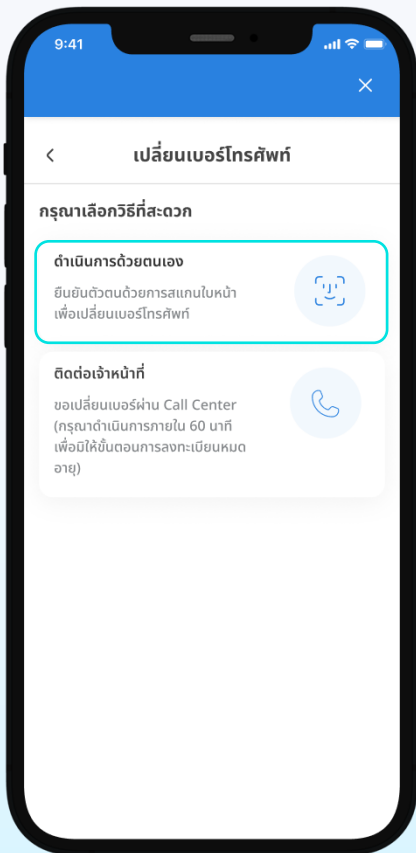 9:41
เปลี่ยนเบอร์โทรศัพท์
กรุณาเลือกวิธีที่สะดวก
ดำเนินการด้วยตนเอง
ยืนยันตัวตนด้วยการสแกนใบหน้า
เพื่อเปลี่ยนเบอร์โทรศัพท์
ติดต่อเจ้าหน้าที่
ขอเปลี่ยนเบอร์ผ่าน Call Center
(กรุณาดำเนินการภายใน 60 นาที
เพื่อมิให้ขั้นตอนการลงทะเบียนหมด
อายุ)